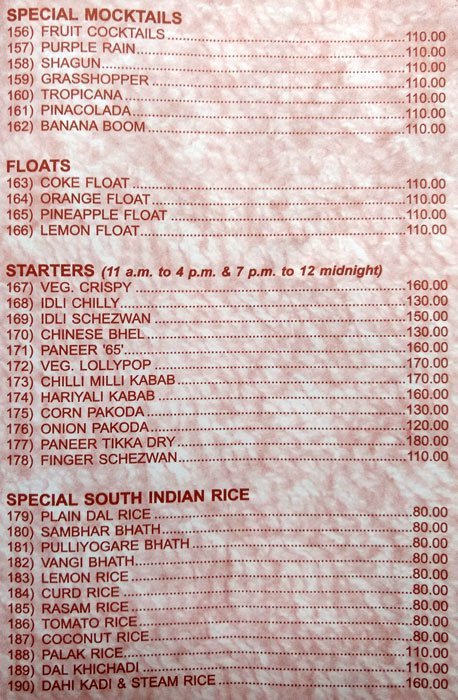 SPECIAL MOCKTAILS
156) FRUIT COCKTAILS..........110.00
157) PURPLE RAIN..........110.00
158) SHAGUN..........110.00
159) GRASSHOPPER..........110.00
160) TROPICANA..........110.00
161) PINACOLADA..........110.00
162) BANANA BOOM..........110.00
FLOATS
163) COKE FLOAT..........110.00
164) ORANGE FLOAT..........110.00
165) PINEAPPLE FLOAT..........110.00
166) LEMON FLOAT..........110.00
STARTERS (11 a.m. to 4 p.m. & 7 p.m. to 12 midnight)
167) VEG. CRISPY..........160.00
168) IDLI CHILLY..........130.00
169) IDLI SCHEZWAN..........150.00
170) CHINESE BHEL..........130.00
171) PANEER '65'..........160.00
172) VEG. LOLLYPOP..........170.00
173) CHILLI MILLI KABAB..........170.00
174) HARIYALI KABAB..........160.00
175) CORN PAKODA..........130.00
176) ONION PAKODA..........120.00
177) PANEER TIKKA DRY..........180.00
178) FINGER SCHEZWAN..........110.00
SPECIAL SOUTH INDIAN RICE
179) PLAIN DAL RICE..........80.00
180) SAMBHAR BHATH..........80.00
181) PULLIYOGARE BHATH..........80.00
182) VANGI BHATH..........80.00
183) LEMON RICE..........80.00
184) CURD RICE..........80.00
185) RASAM RICE..........80.00
186) TOMATO RICE..........80.00
187) COCONUT RICE..........80.00
188) PALAK RICE..........110.00
189) DAL KHICHADI..........110.00
190) DAHI KADI & STEAM RICE..........160.00